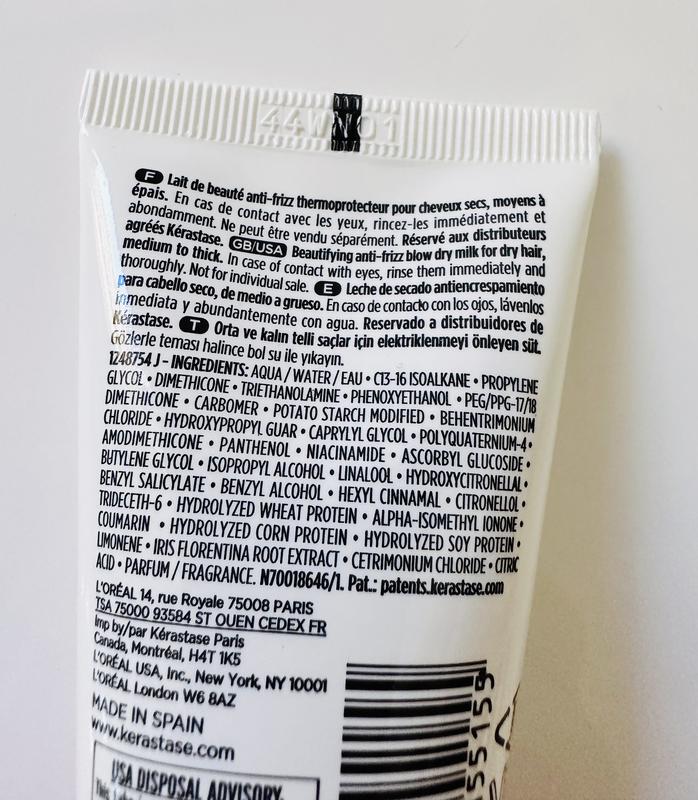 44WN01
F Lait de beauté anti-frizz thermoprotecteur pour cheveux secs, moyens à
épais. En cas de contact avec les yeux, rincez-les immédiatement et
abondamment. Ne peut être vendu séparément. Réservé aux distributeurs
agréés Kérastase. GB/USA Beautifying anti-frizz blow dry milk for dry hair,
medium to thick. In case of contact with eyes, rinse them immediately and
thoroughly. Not for individual sale. E Leche de secado antiencrespamiento
para cabello seco, de medio a grueso. En caso de contacto con los ojos, lávenlos
inmediata y abundamente con agua. Reservado a distribuidores de
Kérastase. T Orta ve kalın telli saçlar için elektriklenmeyi önleyen süt.
Gözlerle teması halince bol su ile yıkayın.
1248754 J - INGREDIENTS: AQUA / WATER / EAU • C13-16 ISOALKANE • PROPYLENE
GLYCOL • DIMETHICONE • TRIETHANOLAMINE • PHENOXYETHANOL • PEG/PPG-17/18
DIMETHICONE • CARBOMER • POTATO STARCH MODIFIED • BEHENTRIMONIUM
CHLORIDE • HYDROXYPROPYL GUAR • CAPRYLYL GLYCOL • POLYQUATERNIUM-4 •
AMODIMETHICONE • PANTHENOL • NIACINAMIDE • ASCORBYL GLUCOSIDE •
BUTYLENE GLYCOL • ISOPROPYL ALCOHOL • LINALOOL • HYDROXYCITRONELLAL •
BENZYL SALICYLATE • BENZYL ALCOHOL • HEXYL CINNAMAL • CITRONELLOL •
TRIDECETH-6 • HYDROLYZED WHEAT PROTEIN • ALPHA-ISOMETHYL IONONE •
COUMARIN • HYDROLYZED CORN PROTEIN • HYDROLYZED SOY PROTEIN •
LIMONENE • IRIS FLORENTINA ROOT EXTRACT • CETRIMONIUM CHLORIDE • CITRIC
ACID • PARFUM / FRAGRANCE. N70018646/1. Pat.: patents.kerastase.com
L'ORÉAL 14, rue Royale 75008 PARIS
TSA 75000 93584 ST OUEN CEDEX FR
Imp by/par Kérastase Paris
Canada, Montréal, H4T 1K5
L'ORÉAL USA, Inc., New York, NY 10001
L'ORÉAL London W6 8AZ
MADE IN SPAIN
www.kerastase.com
USA DISPOSAL ADVISORY.
55155